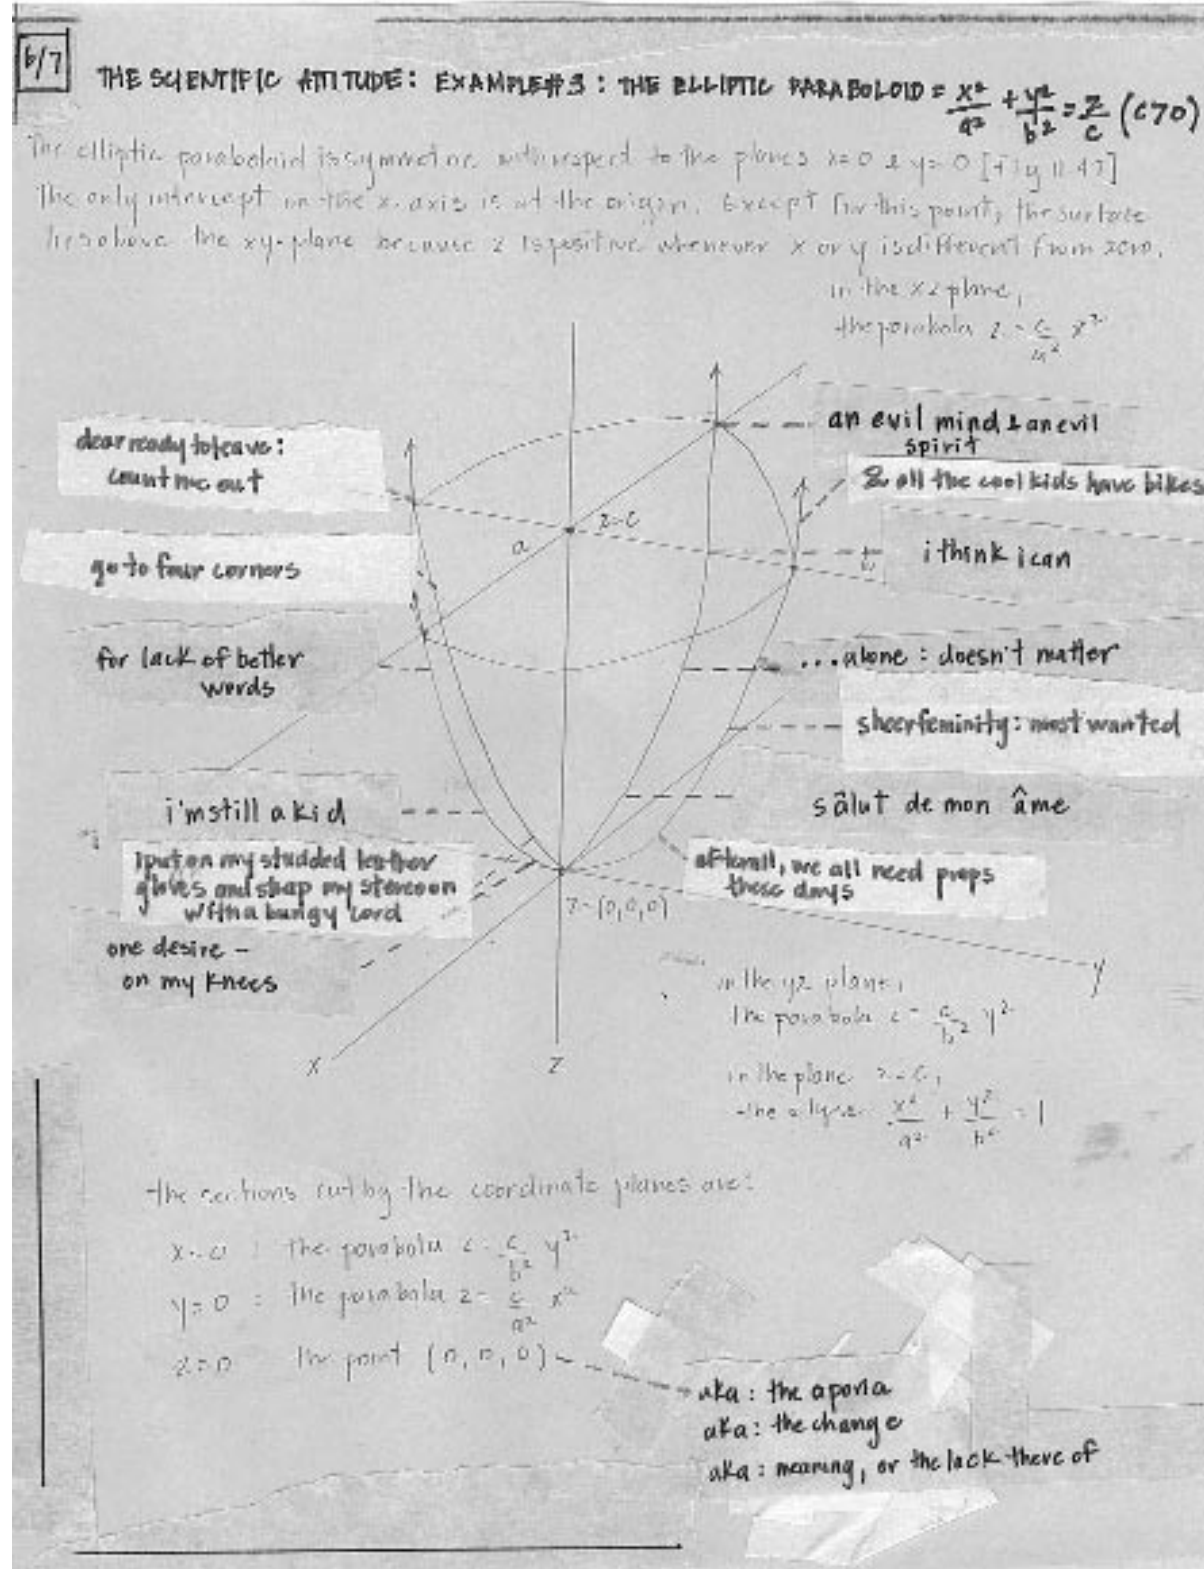 6/7
THE SCIENTIFIC ATTITUDE: EXAMPLE #3: THE ELLIPTIC PARABOLOID = x²/a² + y²/b² = z/c (c>0)
The elliptic paraboloid is symmetric with respect to the planes x=0 & y=0
The only intercept on the x-axis is at the origin. Except for this point, the surface
lies above the xy-plane because z is positive whenever x or y is different from zero.
in the xz plane,
the parabola z = c/a² x²
an evil mind & an evil
spirit
dear ready to leave:
count me out
& all the cool kids have bikes
z=c
a
b
i think i can
go to four corners
for lack of better
words
...alone: doesn't matter
sheer feminity: most wanted
i'm still a kid
sâlut de mon âme
i put on my studded leather
gloves and strap my stereo on
with a bungy cord
after all, we all need props
these days
z=(0,0,0)
one desire -
on my knees
y
x
z
in the yz plane,
the parabola z = c/b² y²
in the plane z=c,
the ellipse x²/a² + y²/b² = 1
the sections cut by the coordinate planes are:
x=0 : the parabola z = c/b² y²
y=0 : the parabola z = c/a² x²
z=0 the point (0,0,0)
aka: the aporia
aka: the change
aka: meaning, or the lack there of